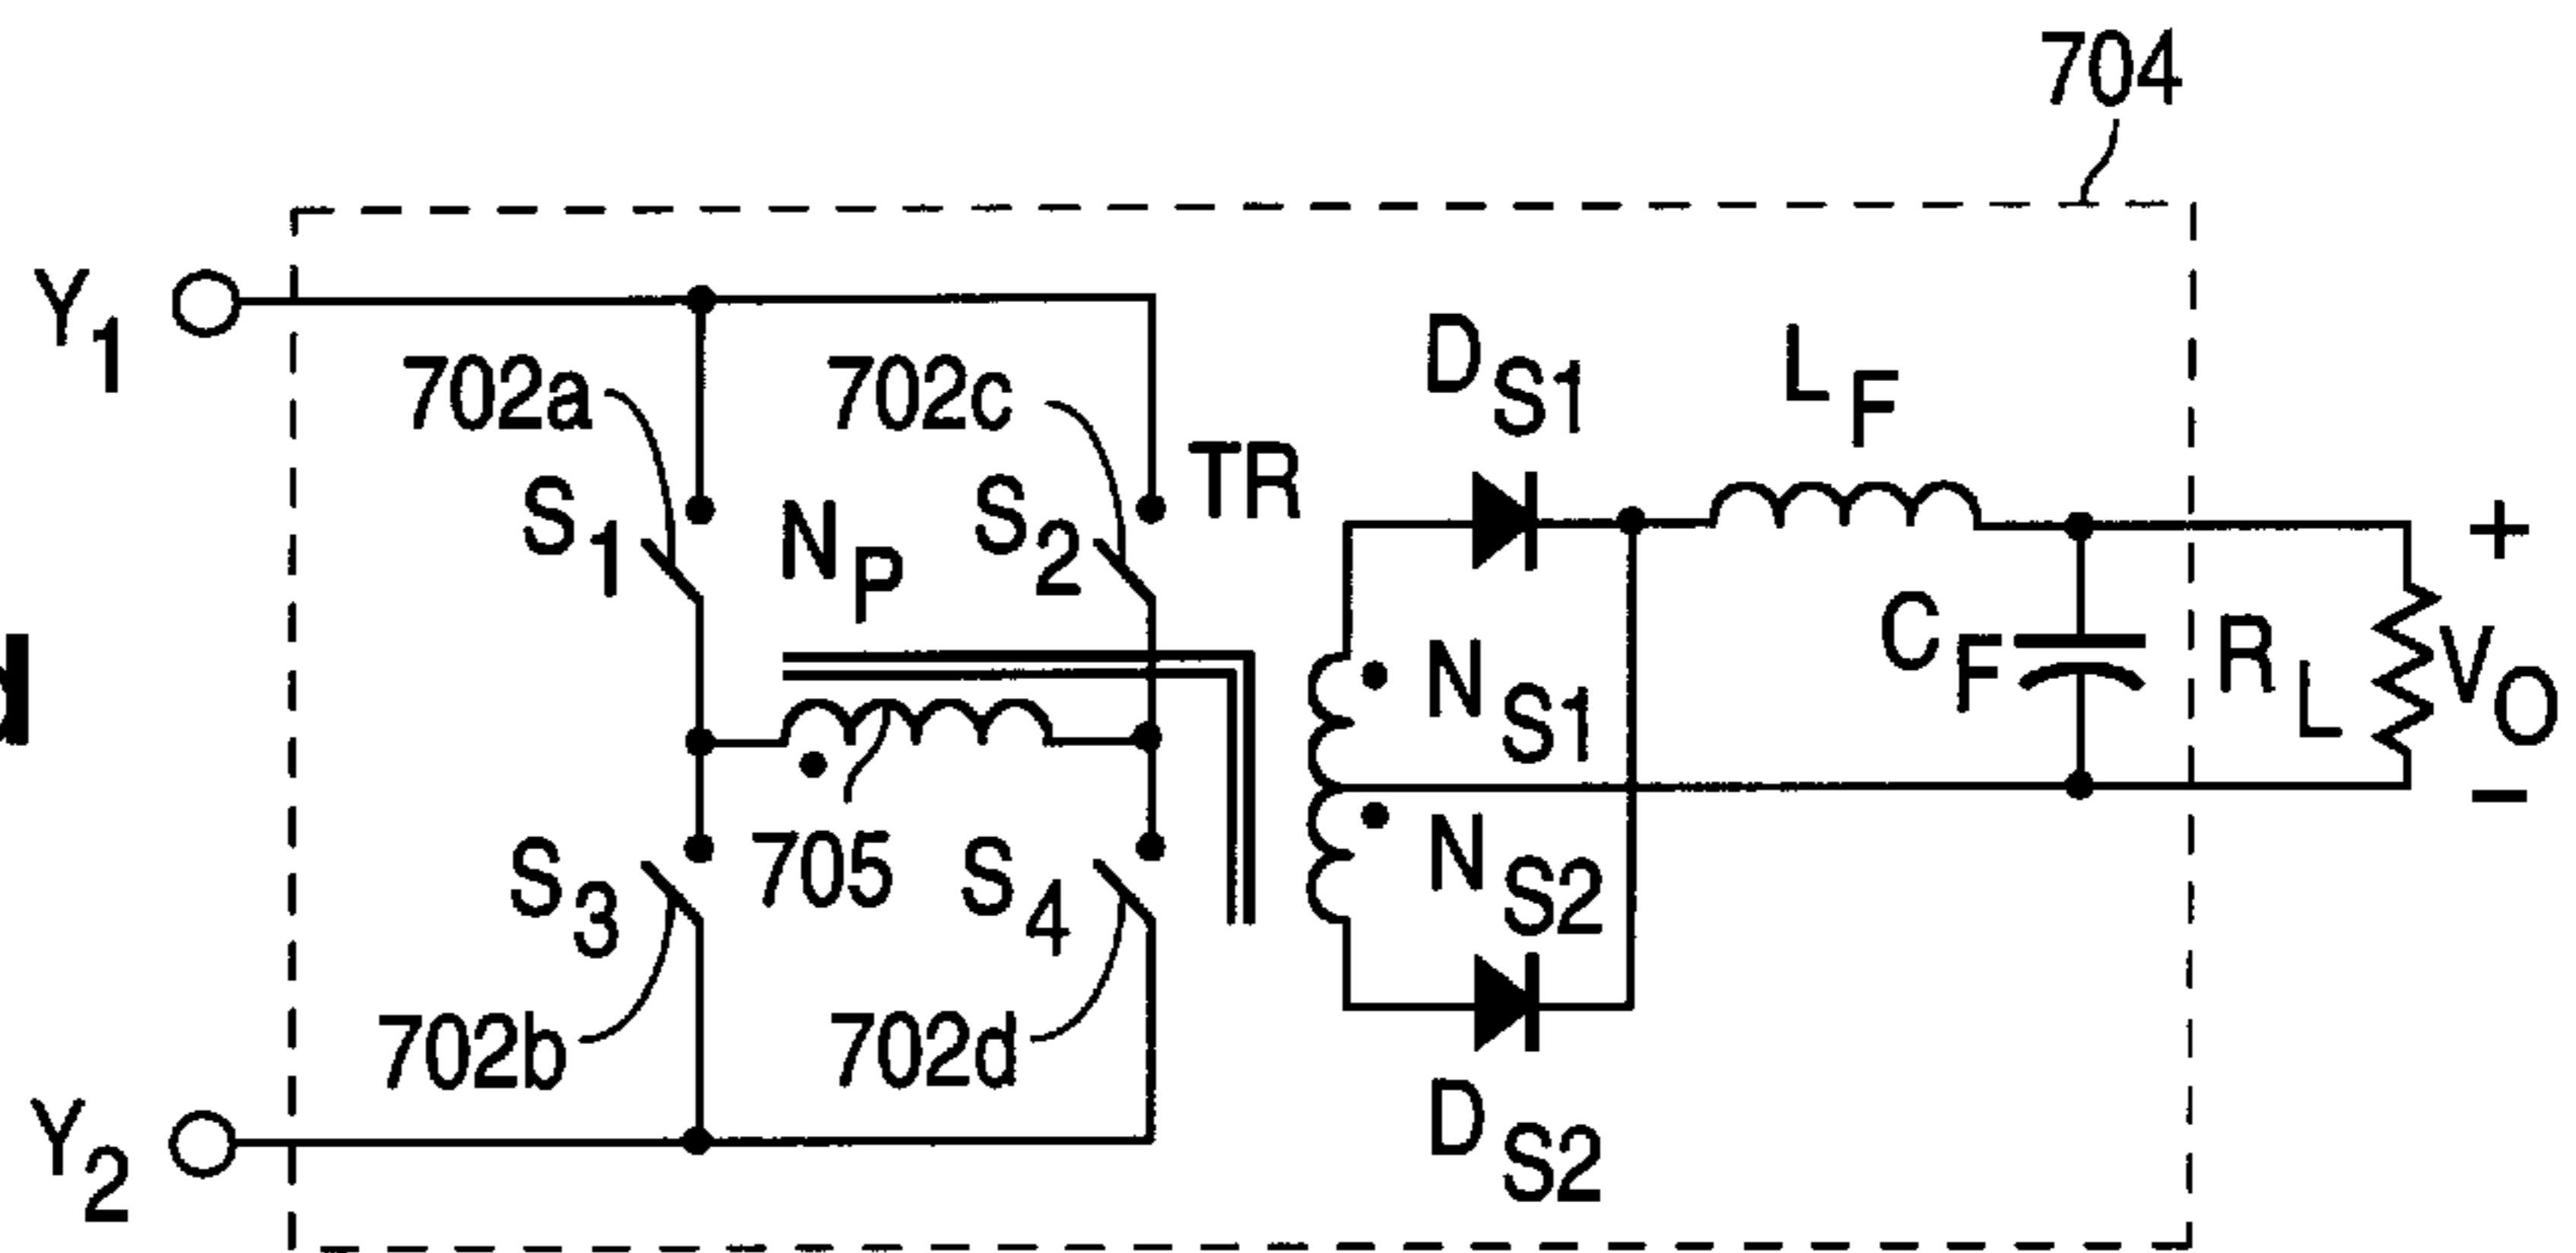 704
Y1
702a
702c
DS1
LF
S1
NP
S2
TR
+
NS1
CF
RL
VO
S3
705
S4
NS2
–
702b
702d
DS2
Y2